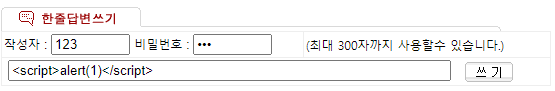 한줄답변쓰기
작성자 : 123 비밀번호 : ••• (최대 300자까지 사용할수 있습니다.)
<script>alert(1)</script> 쓰 기